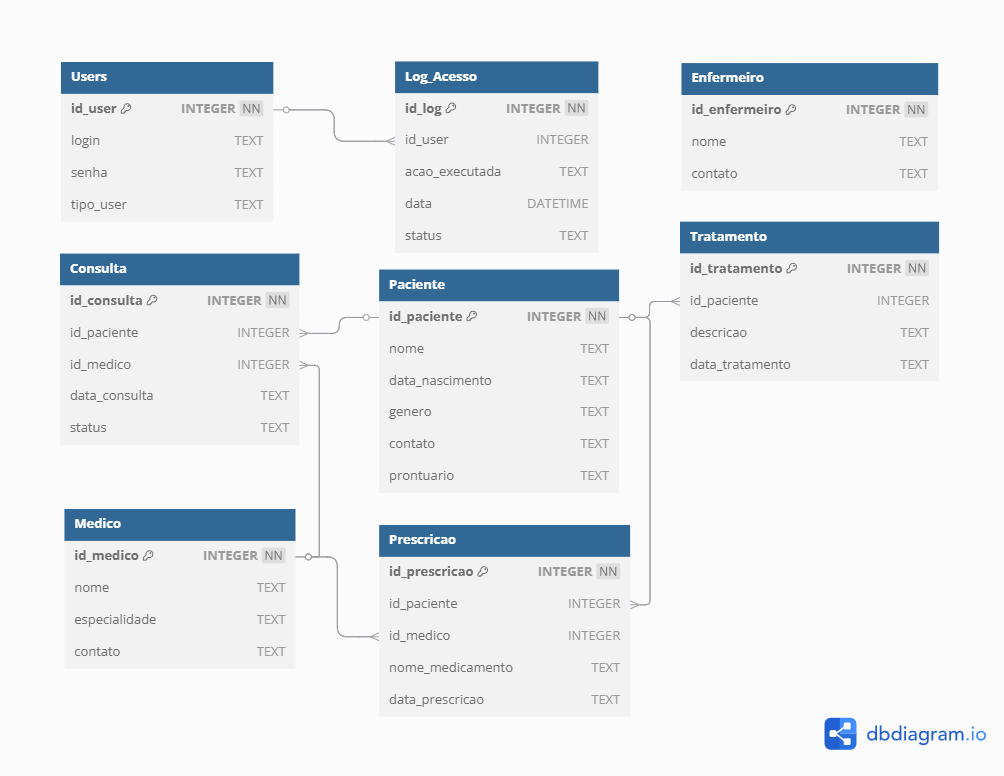 Users
id_user INTEGER NN
login TEXT
senha TEXT
tipo_user TEXT
Log_Acesso
id_log INTEGER NN
id_user INTEGER
acao_executada TEXT
data DATETIME
status TEXT
Enfermeiro
id_enfermeiro INTEGER NN
nome TEXT
contato TEXT
Tratamento
id_tratamento INTEGER NN
id_paciente INTEGER
descricao TEXT
data_tratamento TEXT
Consulta
id_consulta INTEGER NN
id_paciente INTEGER
id_medico INTEGER
data_consulta TEXT
status TEXT
Paciente
id_paciente INTEGER NN
nome TEXT
data_nascimento TEXT
genero TEXT
contato TEXT
prontuario TEXT
Medico
id_medico INTEGER NN
nome TEXT
especialidade TEXT
contato TEXT
Prescricao
id_prescricao INTEGER NN
id_paciente INTEGER
id_medico INTEGER
nome_medicamento TEXT
data_prescricao TEXT
dbdiagram.io